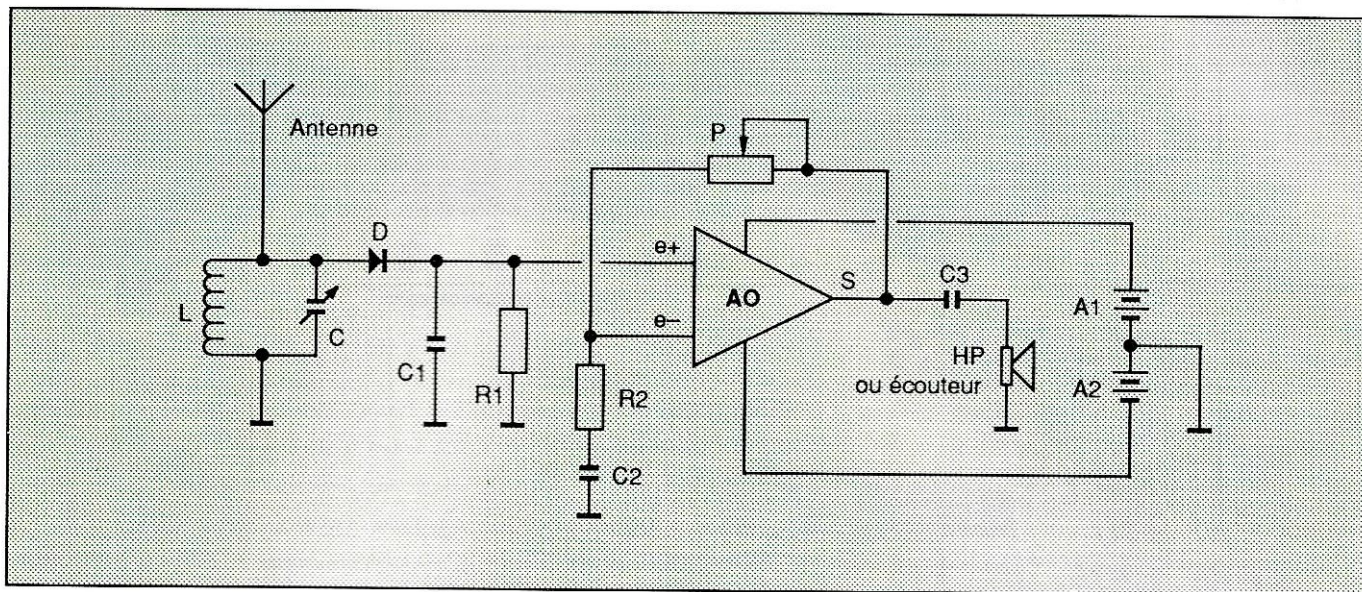 Antenne
P
D
e+
C3
S
AO
A1
L
e−
HP
C
C1
ou écouteur
A2
R1
R2
C2